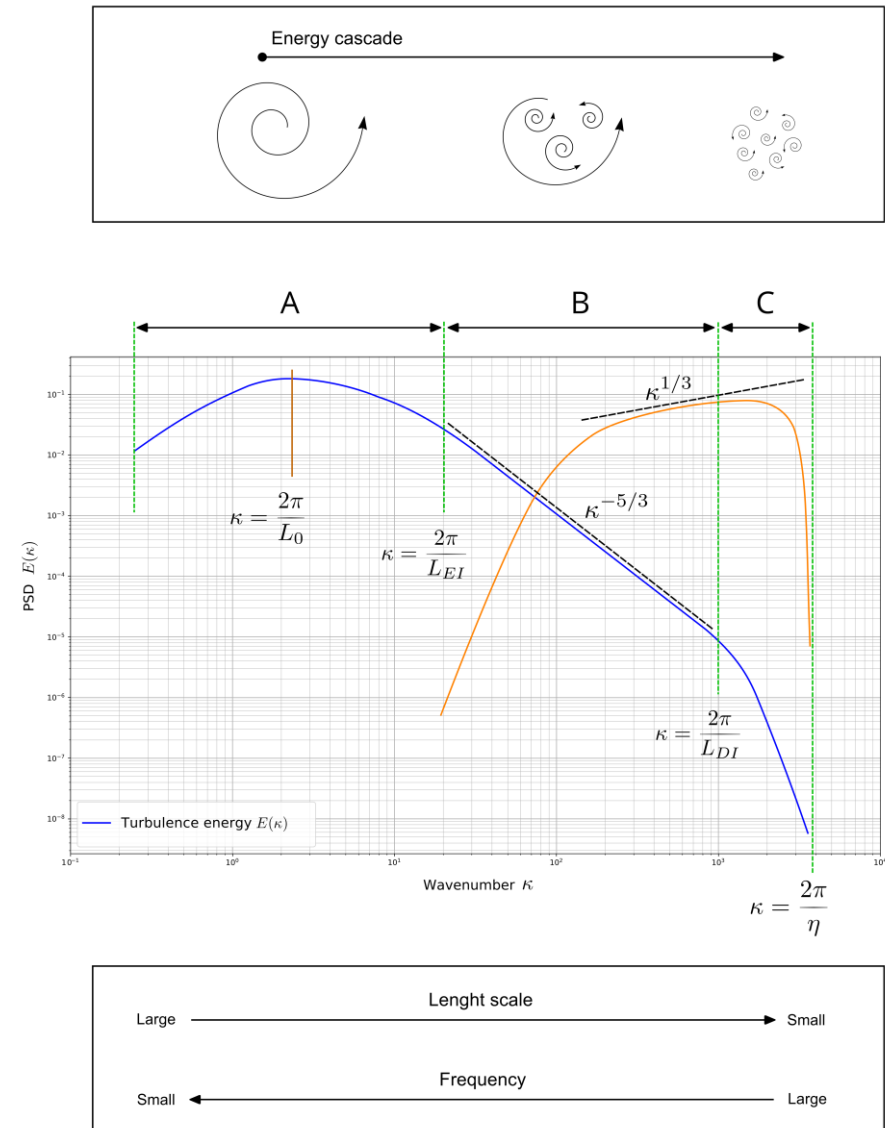 Energy cascade
A B C
10⁻¹
κ^{1/3}
10⁻²
κ = 2π/L_0
κ^{-5/3}
κ = 2π/L_{EI}
10⁻³
10⁻⁴
PSD E(κ)
10⁻⁵
10⁻⁶
κ = 2π/L_{DI}
10⁻⁷
10⁻⁸
Turbulence energy E(κ)
10⁻¹ 10⁰ 10¹ 10² 10³ 10⁴
Wavenumber κ
κ = 2π/η
Lenght scale
Large Small
Frequency
Small Large